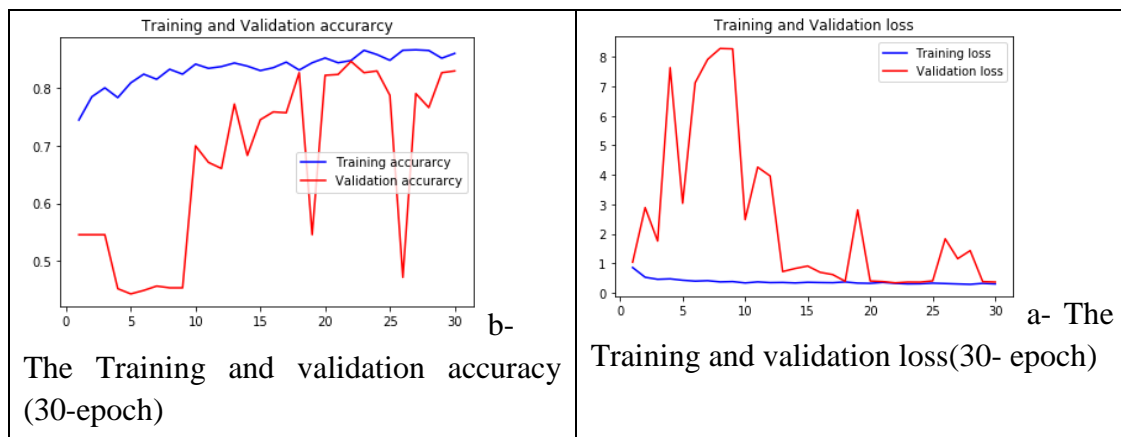 Training and Validation accurarcy
0.8
0.7
0.6
0.5
Training accurarcy
Validation accurarcy
0 5 10 15 20 25 30
b-
The Training and validation accuracy
(30-epoch)
Training and Validation loss
8
7
6
5
4
3
2
1
0
Training loss
Validation loss
0 5 10 15 20 25 30
a- The
Training and validation loss(30- epoch)